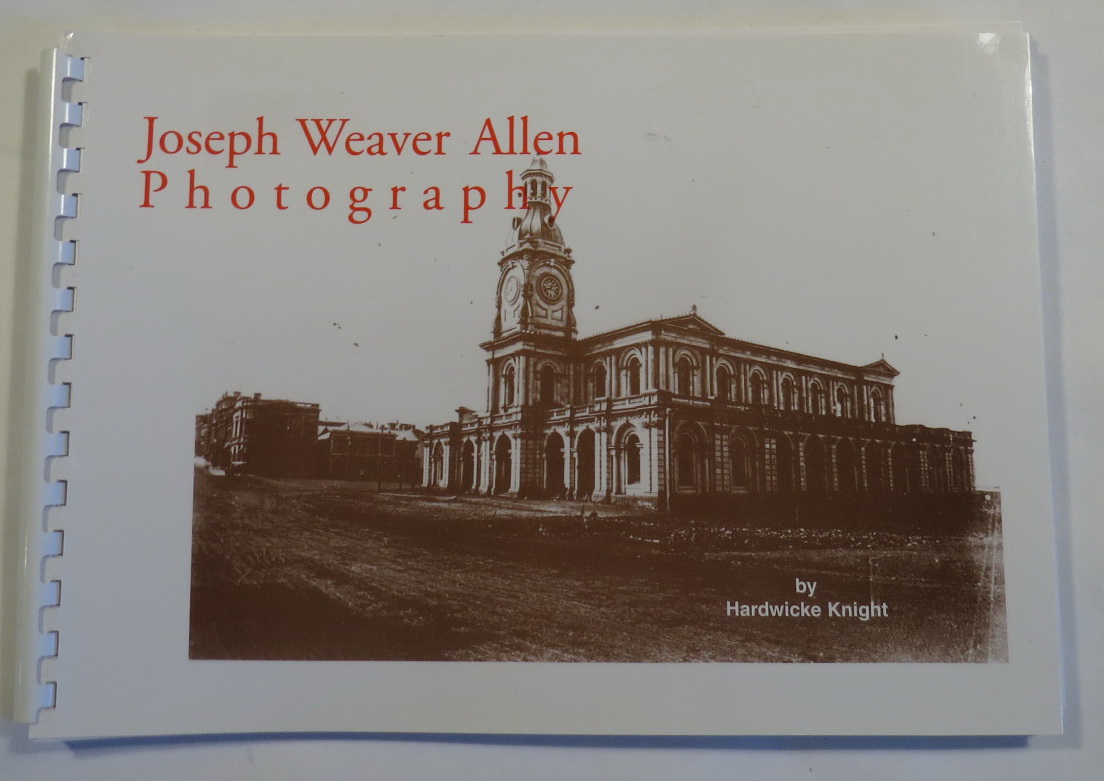 Joseph Weaver Allen
Photography
by
Hardwicke Knight